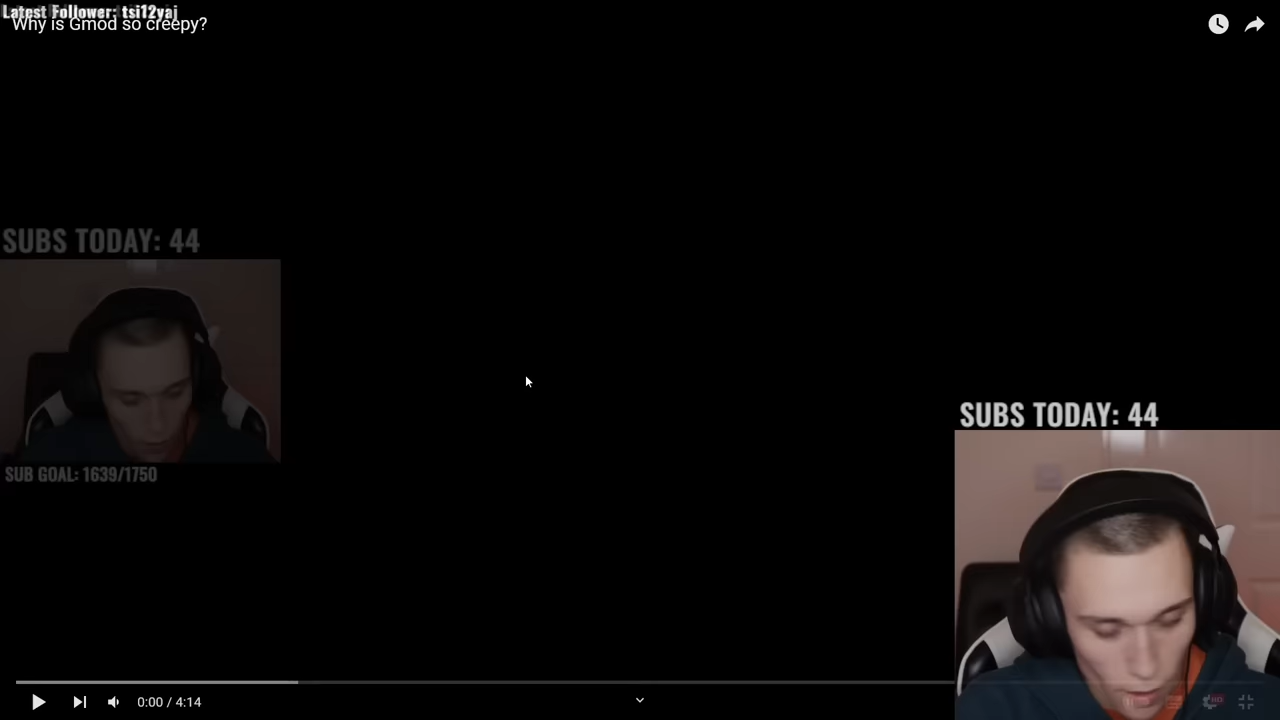 Latest Follower: tsi12yaj
Why is Gmod so creepy?
SUBS TODAY: 44
SUB GOAL: 1639/1750
SUBS TODAY: 44
0:00 / 4:14
HD